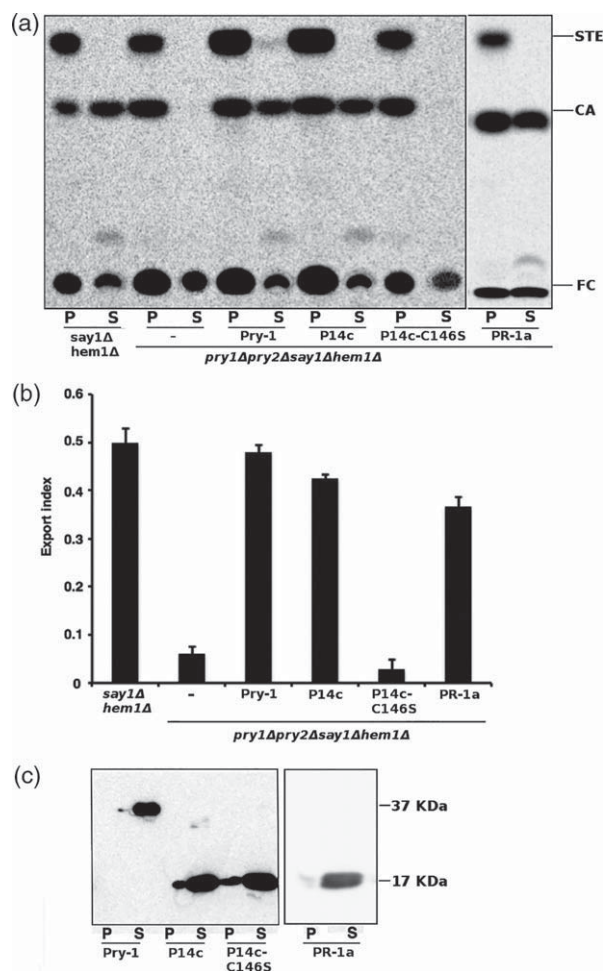 (a)
STE
CA
FC
P S P S P S P S P S P S
say1Δ hem1Δ
- Pry-1 P14c P14c-C146S PR-1a
pry1Δpry2Δsay1Δhem1Δ
(b)
Export index
0.6
0.5
0.4
0.3
0.2
0.1
0
say1Δ hem1Δ
- Pry-1 P14c P14c-C146S PR-1a
pry1Δpry2Δsay1Δhem1Δ
(c)
37 KDa
17 KDa
P S P S P S P S
Pry-1 P14c P14c-C146S PR-1a